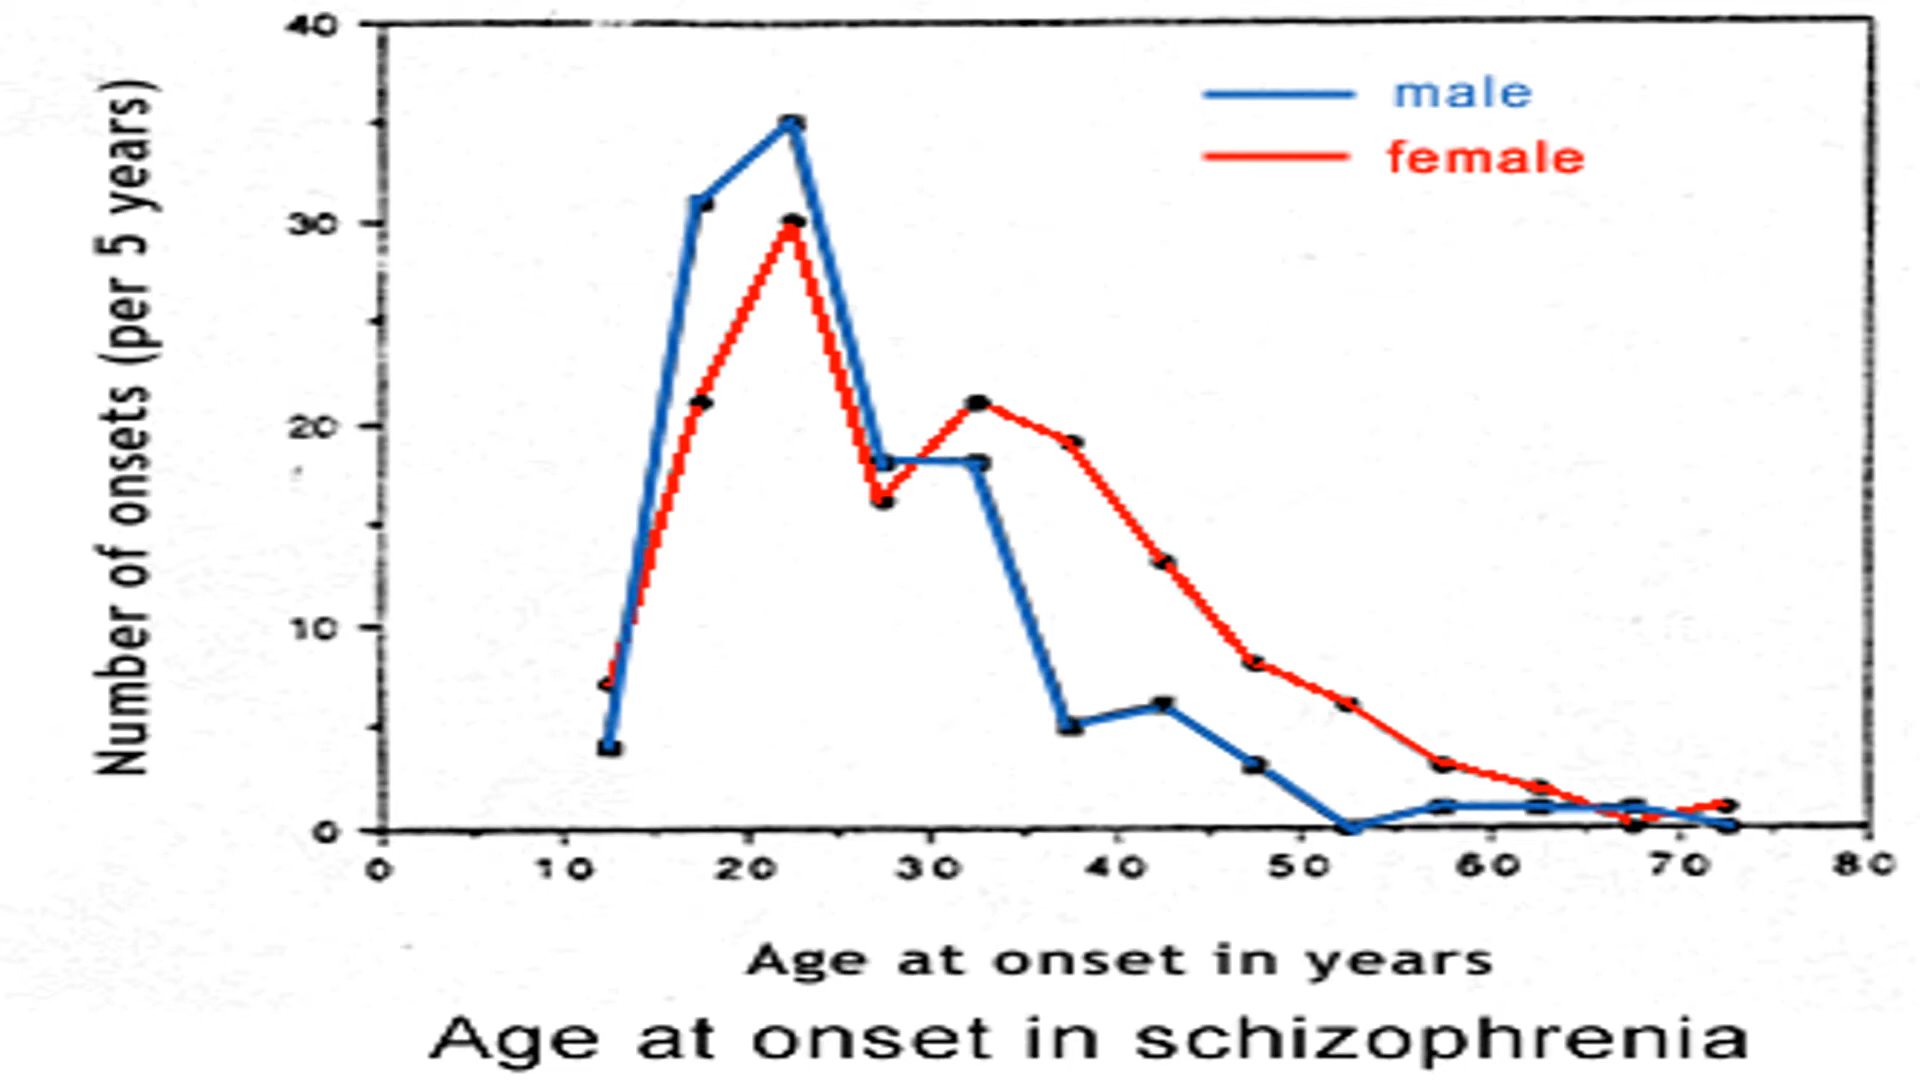 40
30
20
10
0
Number of onsets (per 5 years)
male
female
0 10 20 30 40 50 60 70 80
Age at onset in years
Age at onset in schizophrenia